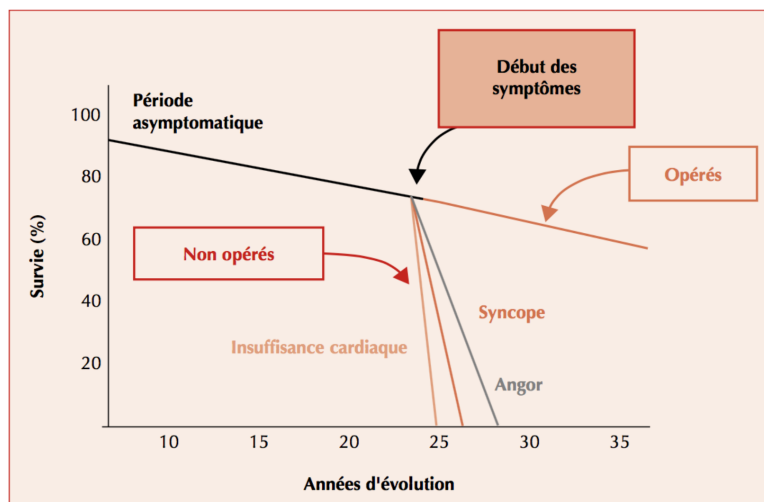 Début des
symptômes
Période
asymptomatique
100
80
60
40
20
Survie (%)
Opérés
Non opérés
Syncope
Insuffisance cardiaque
Angor
10 15 20 25 30 35
Années d'évolution